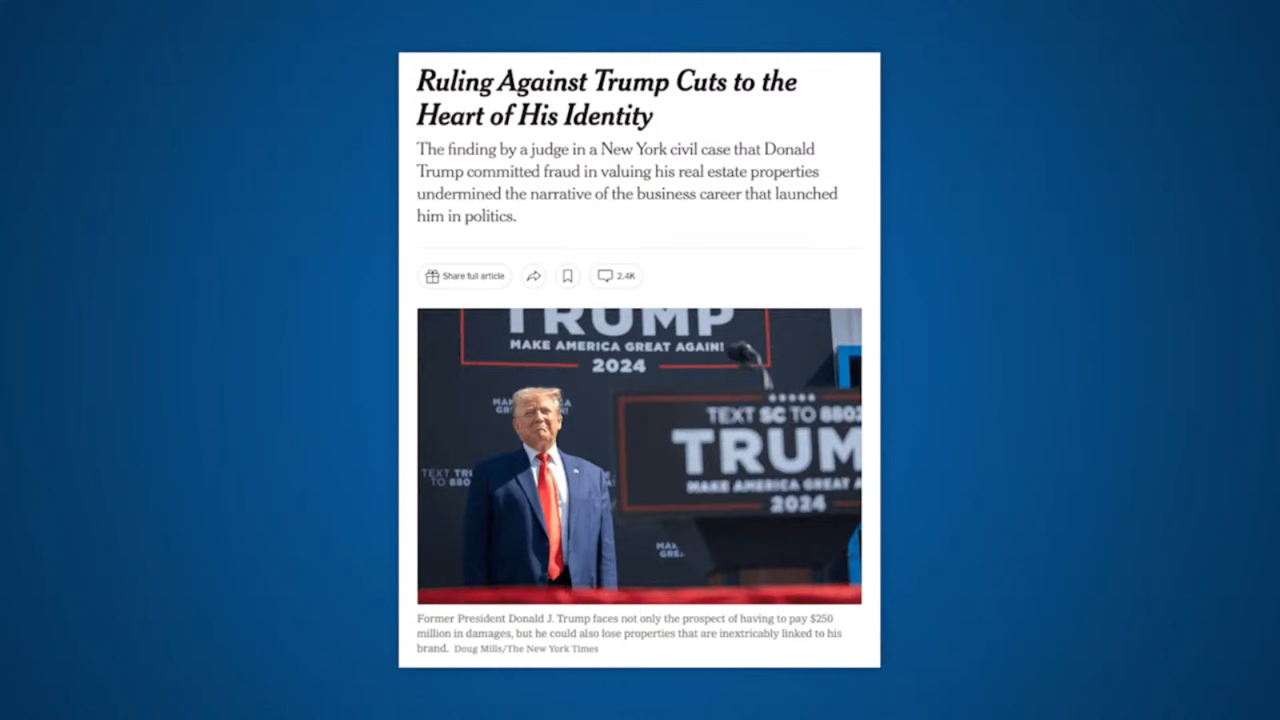 Ruling Against Trump Cuts to the
Heart of His Identity
The finding by a judge in a New York civil case that Donald
Trump committed fraud in valuing his real estate properties
undermined the narrative of the business career that launched
him in politics.
Share full article
2.4K
TRUMP
MAKE AMERICA GREAT AGAIN!
2024
TEXT SC TO 8802
TRUM
MAKE AMERICA GREAT A
2024
TEXT TRU
TO 880
Former President Donald J. Trump faces not only the prospect of having to pay $250
million in damages, but he could also lose properties that are inextricably linked to his
brand. Doug Mills/The New York Times